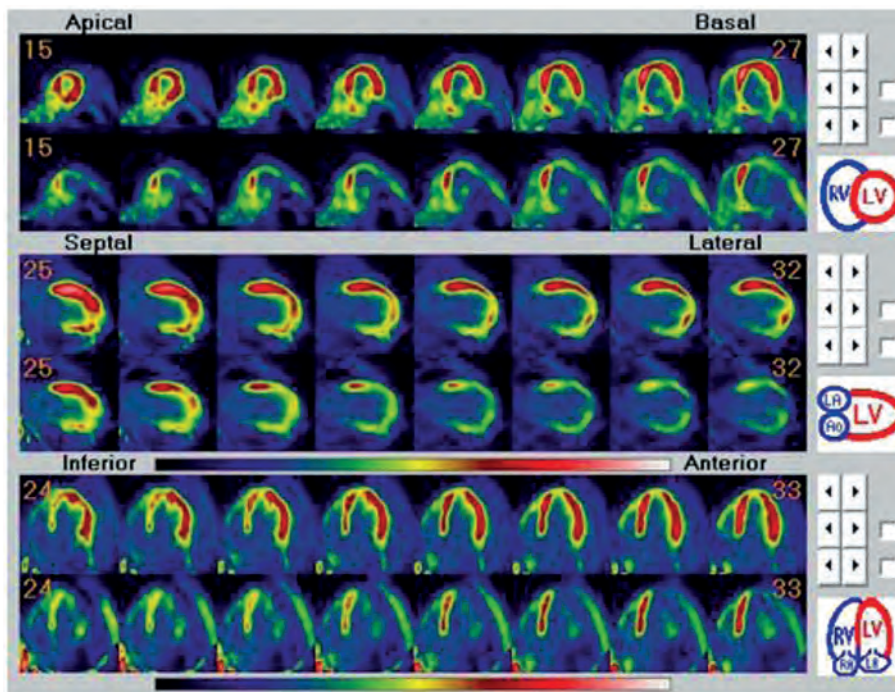 Apical Basal
15 27
15 27
RV LV
Septal Lateral
25 32
25 32
LA LV
AO
Inferior Anterior
24 33
24 33
RV LV
RA LA